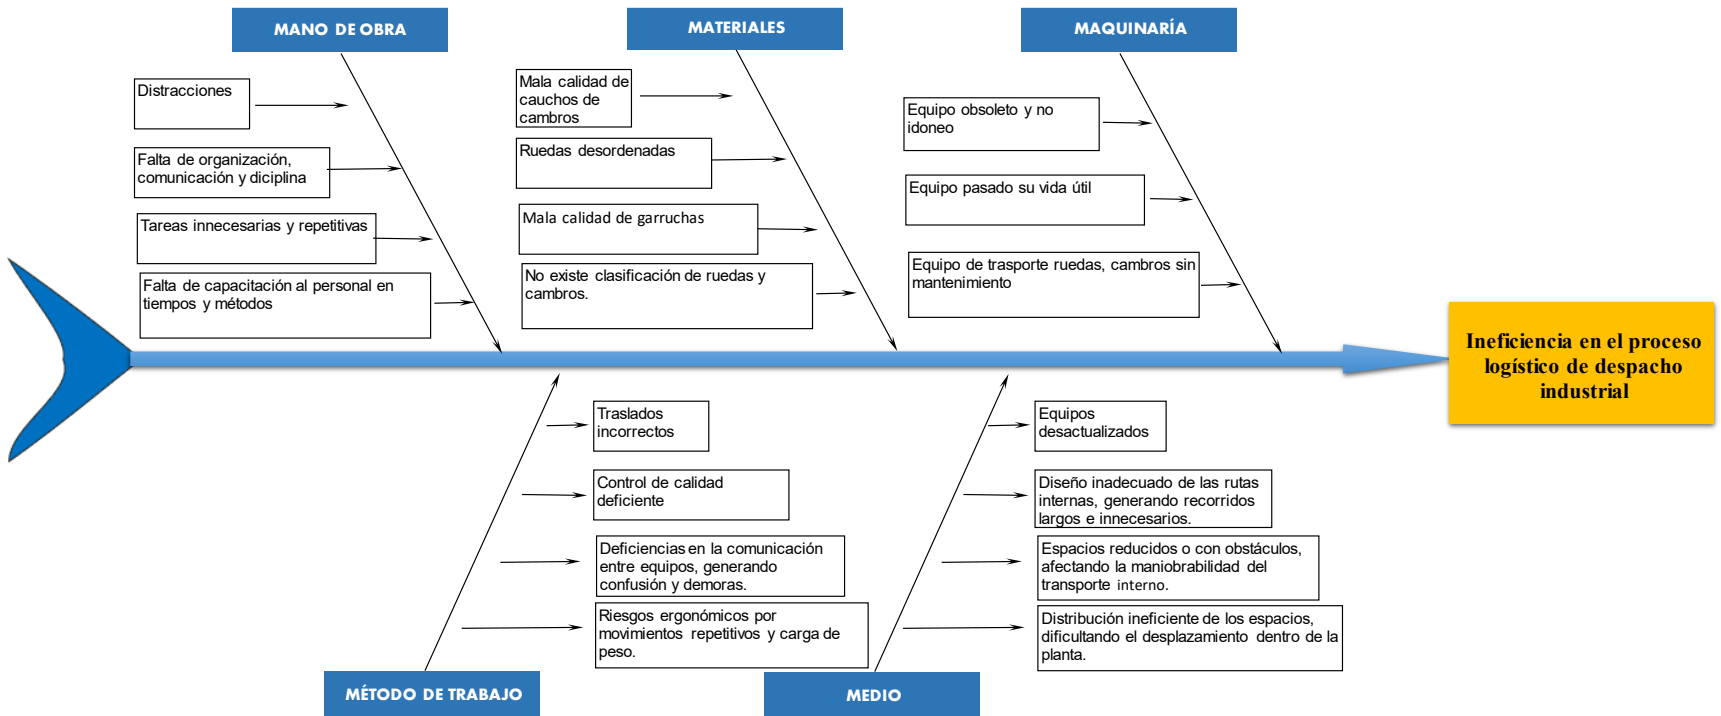 MANO DE OBRA
MATERIALES
MAQUINARÍA
Distracciones
Falta de organización,
comunicación y diciplina
Tareas innecesarias y repetitivas
Falta de capacitación al personal en
tiempos y métodos
Mala calidad de
cauchos de
cambros
Ruedas desordenadas
Mala calidad de garruchas
No existe clasificación de ruedas y
cambros.
Equipo obsoleto y no
idoneo
Equipo pasado su vida útil
Equipo de trasporte ruedas, cambros sin
mantenimiento
Ineficiencia en el proceso
logístico de despacho
industrial
Traslados
incorrectos
Control de calidad
deficiente
Deficiencias en la comunicación
entre equipos, generando
confusión y demoras.
Riesgos ergonómicos por
movimientos repetitivos y carga de
peso.
Equipos
desactualizados
Diseño inadecuado de las rutas
internas, generando recorridos
largos e innecesarios.
Espacios reducidos o con obstáculos,
afectando la maniobrabilidad del
transporte interno.
Distribución ineficiente de los espacios,
dificultando el desplazamiento dentro de la
planta.
MÉTODO DE TRABAJO
MEDIO